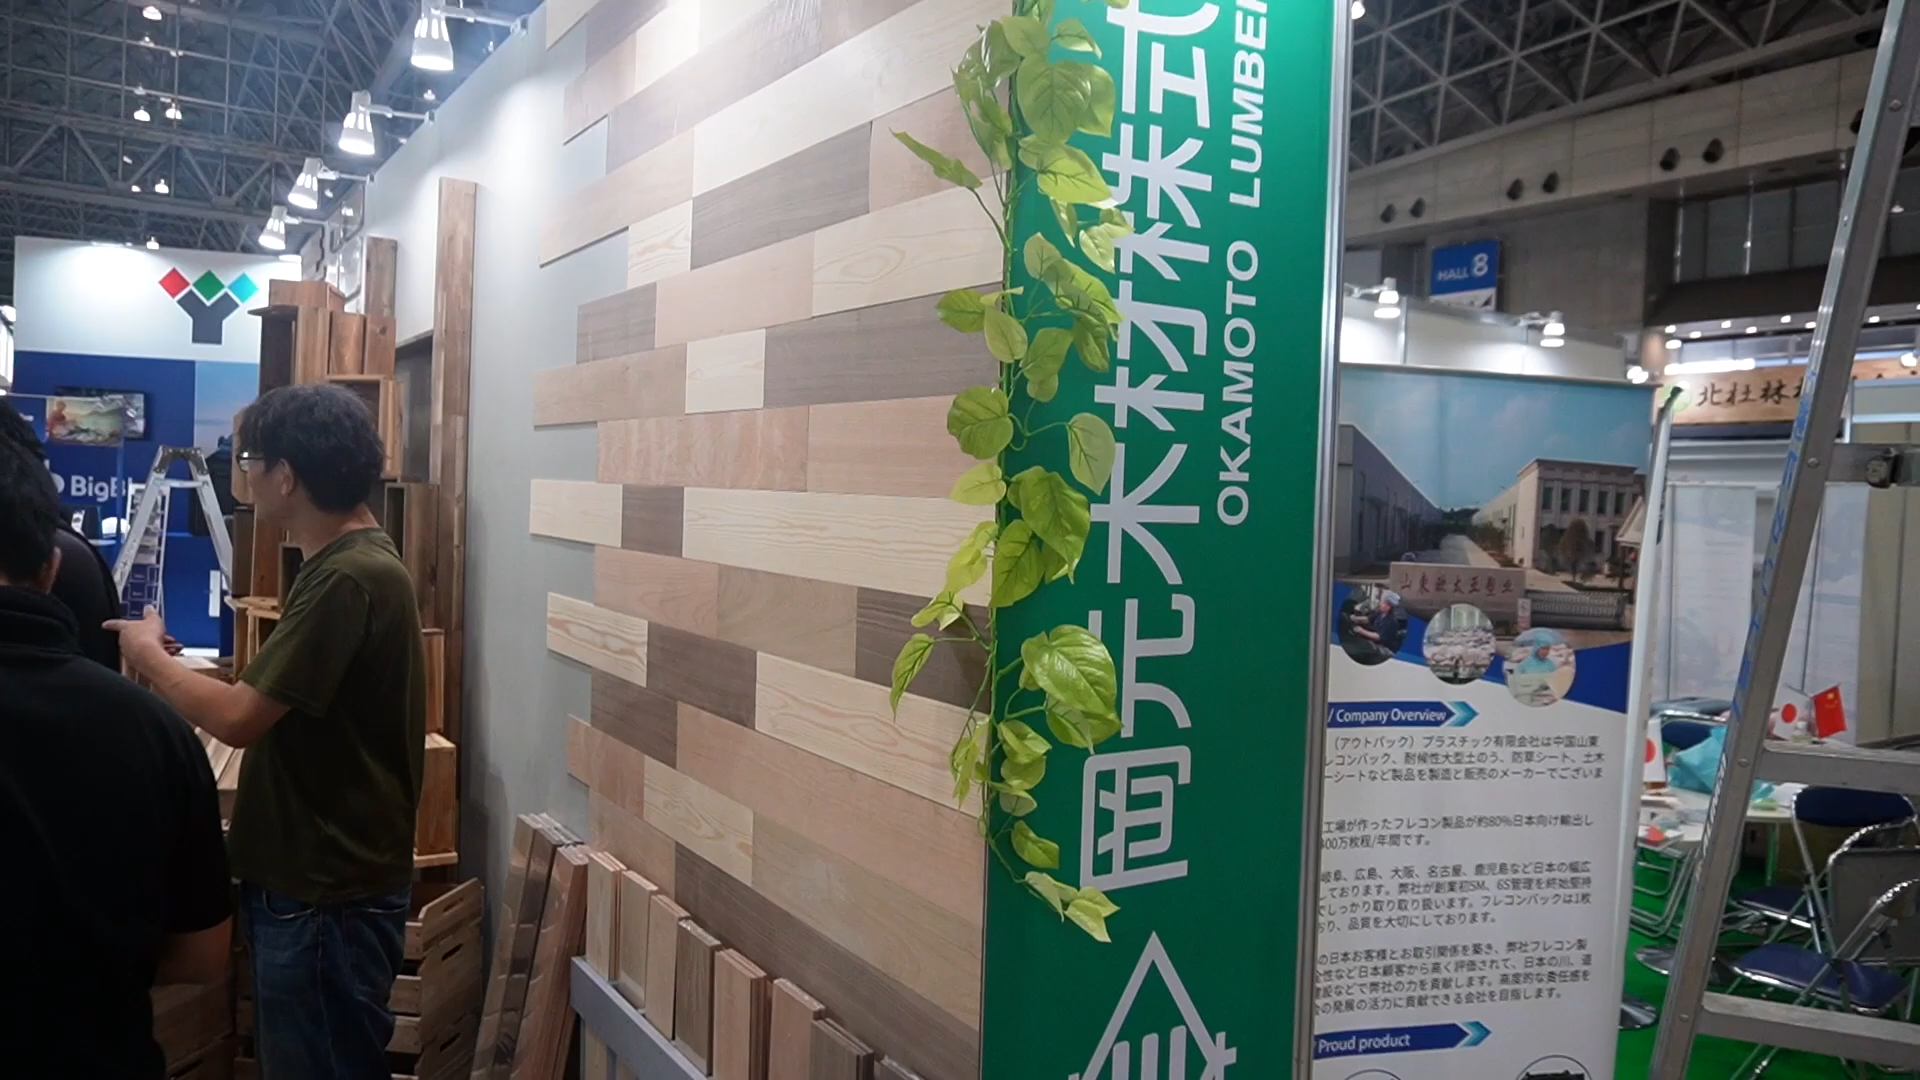 岡元木材株式
OKAMOTO LUMBER
HALL 8
北杜林
BigB
山東欧太亜塑业
/ Company Overview
（アウトバック）プラスチック有限会社は中国山東
レコンバック、耐候性大型土のう、防草シート、土木
ーシートなど製品を製造と販売のメーカーでございま
工場が作ったフレコン製品が約80%日本向け輸出し
400万枚程/年間です。
岐阜、広島、大阪、名古屋、鹿児島など日本の幅広
しております。弊社が創業初5M、6S管理を終始堅持
でしっかり取り取り扱います。フレコンバックは1枚
おり、品質を大切にしております。
の日本お客様とお取引関係を築き、弊社フレコン製
全性など日本顧客から高く評価されて、日本の川、道
建設などで弊社の力を貢献します。高度的な責任感を
会の発展の活力に貢献できる会社を目指します。
Proud product